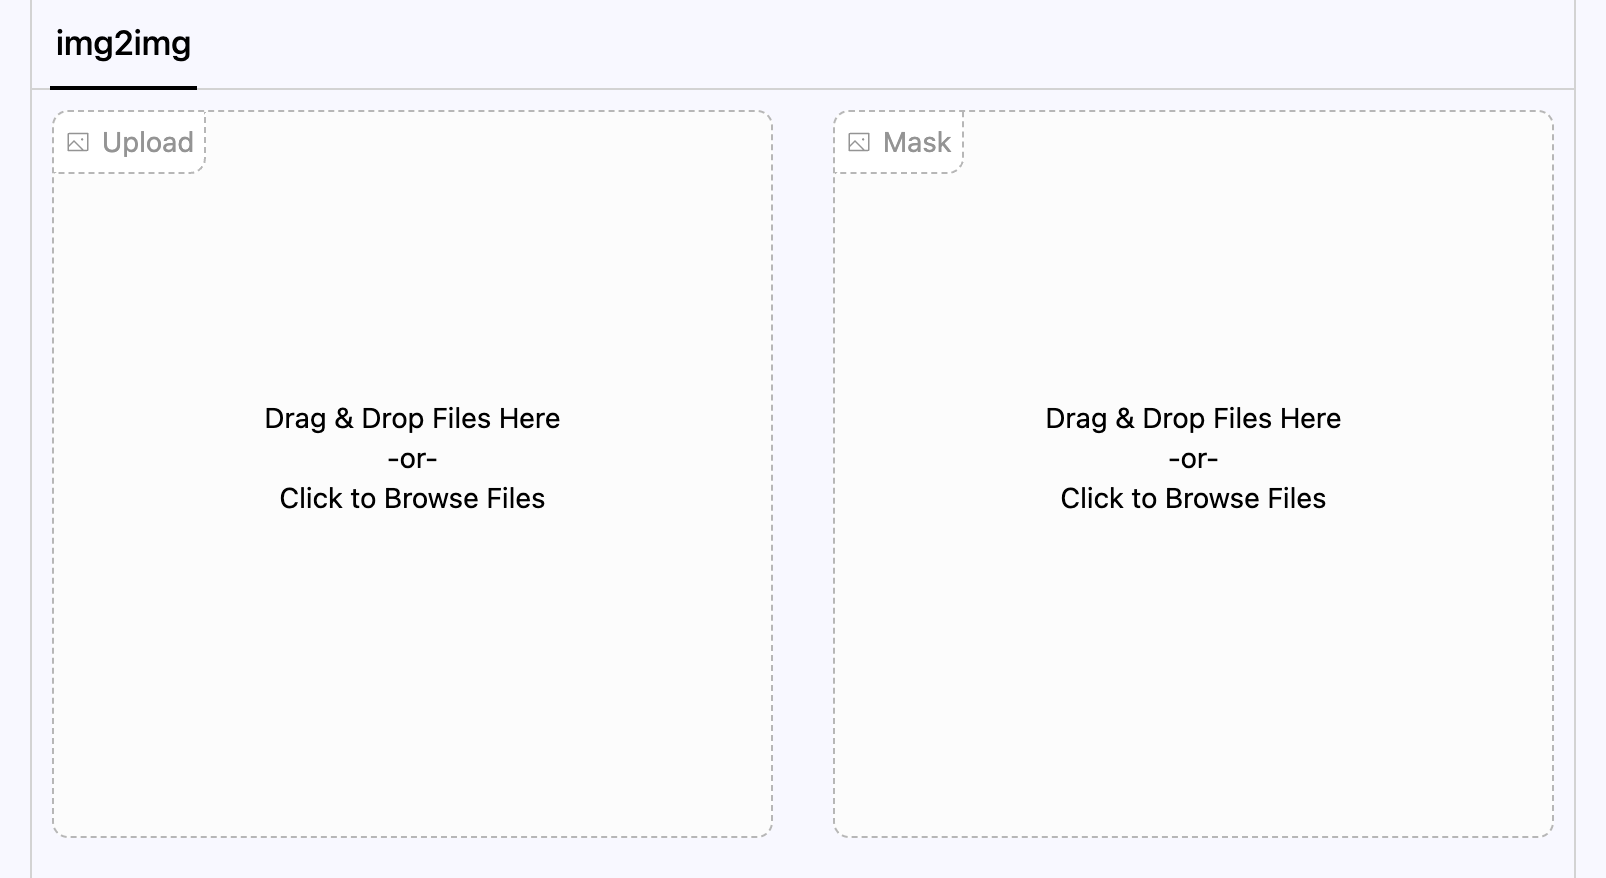 img2img
Upload
Drag & Drop Files Here
-or-
Click to Browse Files
Mask
Drag & Drop Files Here
-or-
Click to Browse Files